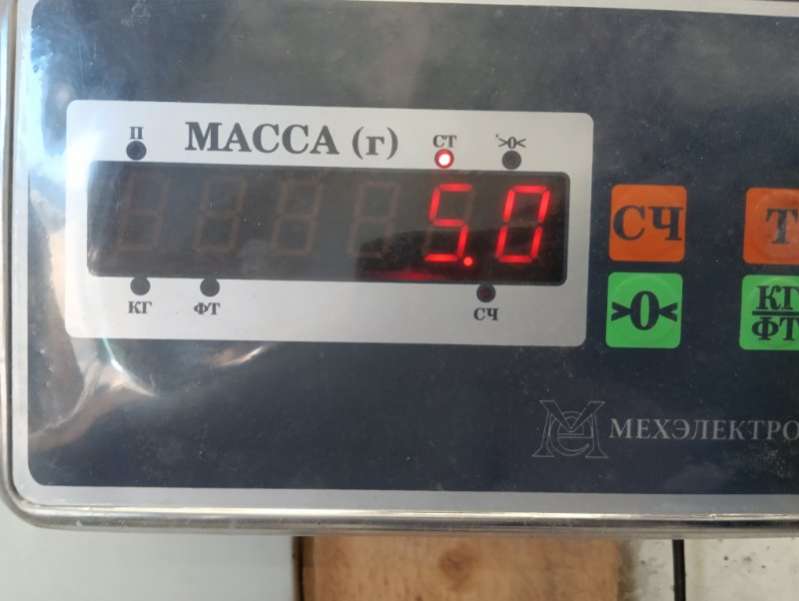 П МАССА (г) СТ >0<
5.0
КГ ФТ СЧ
СЧ Т
>0< КГ
ФТ
МЕХЭЛЕКТРО